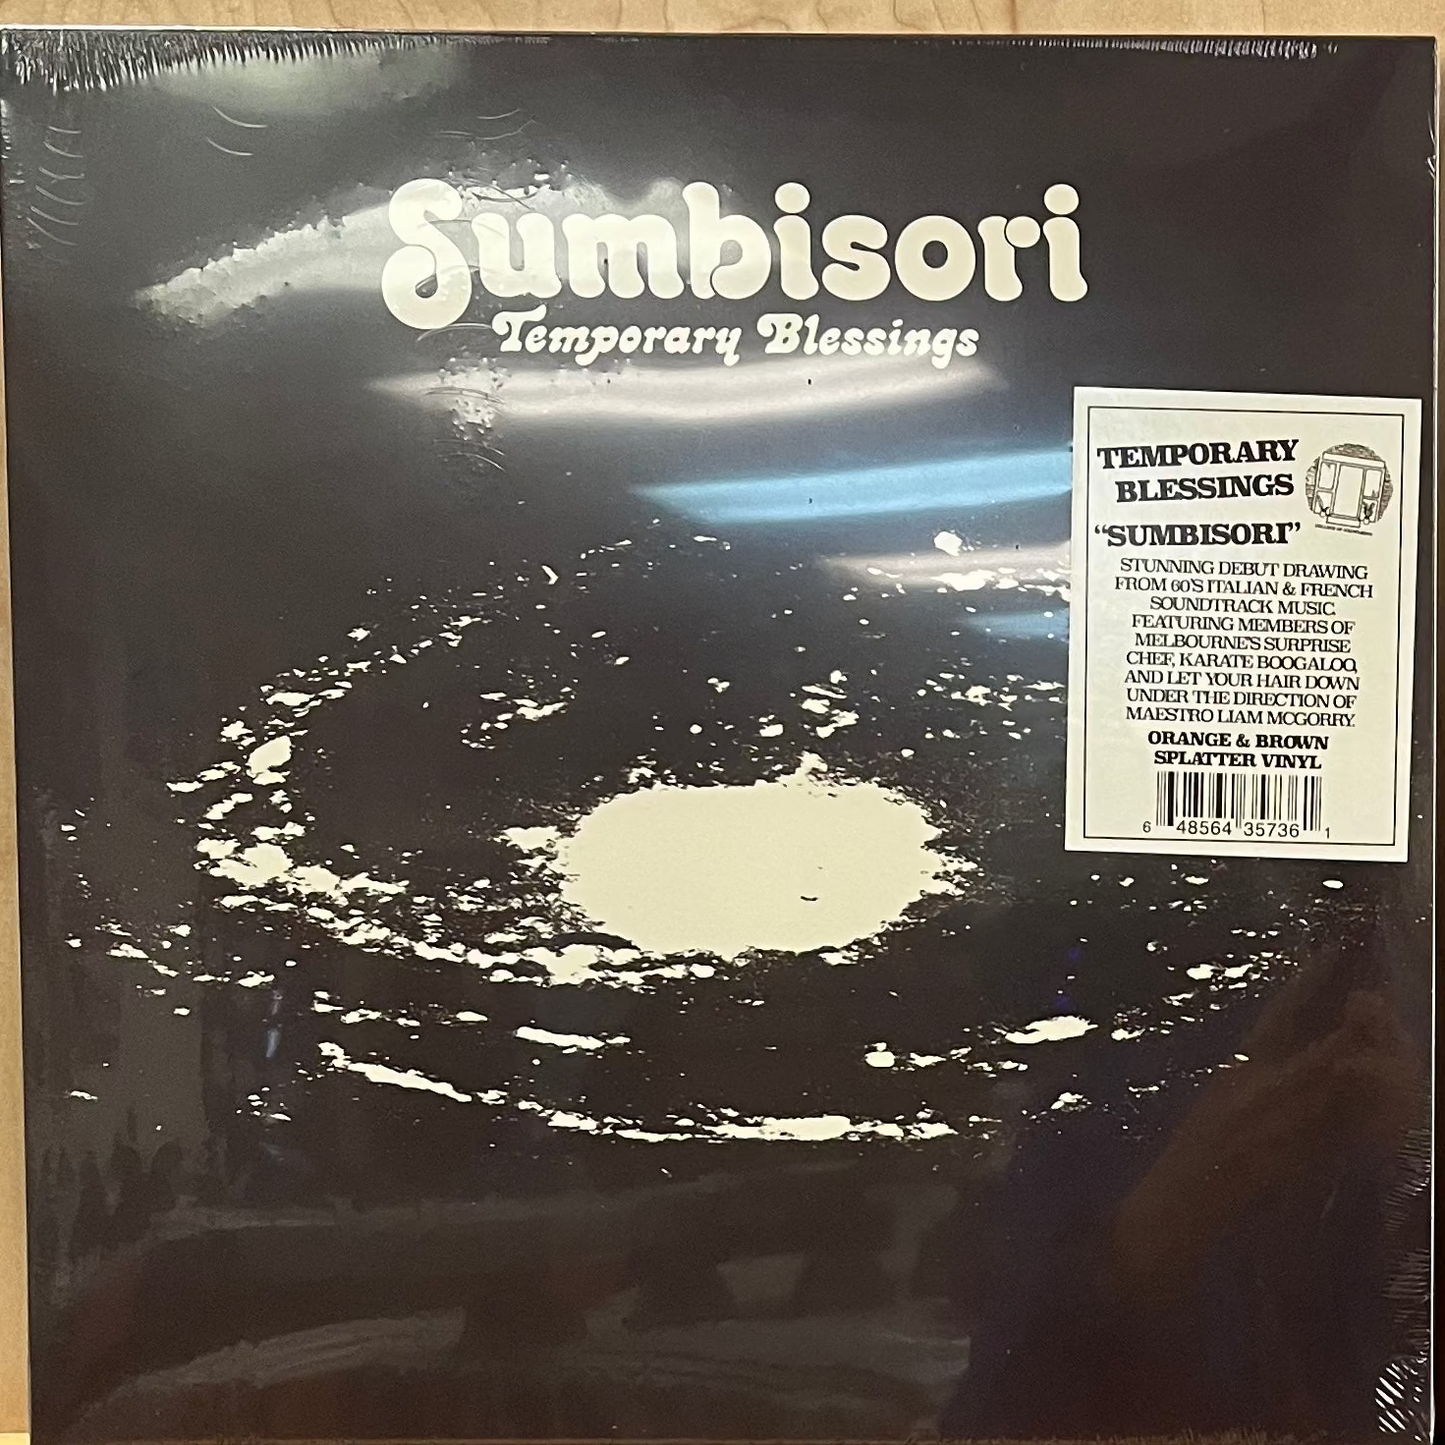 Sumbisori
Temporary Blessings
TEMPORARY
BLESSINGS
“SUMBISORI”
STUNNING DEBUT DRAWING
FROM 60'S ITALIAN & FRENCH
SOUNDTRACK MUSIC.
FEATURING MEMBERS OF
MELBOURNE'S SURPRISE
CHEF, KARATE BOOGALOO,
AND LET YOUR HAIR DOWN
UNDER THE DIRECTION OF
MAESTRO LIAM MCGORRY.
ORANGE & BROWN
SPLATTER VINYL
6 48564 35736 1